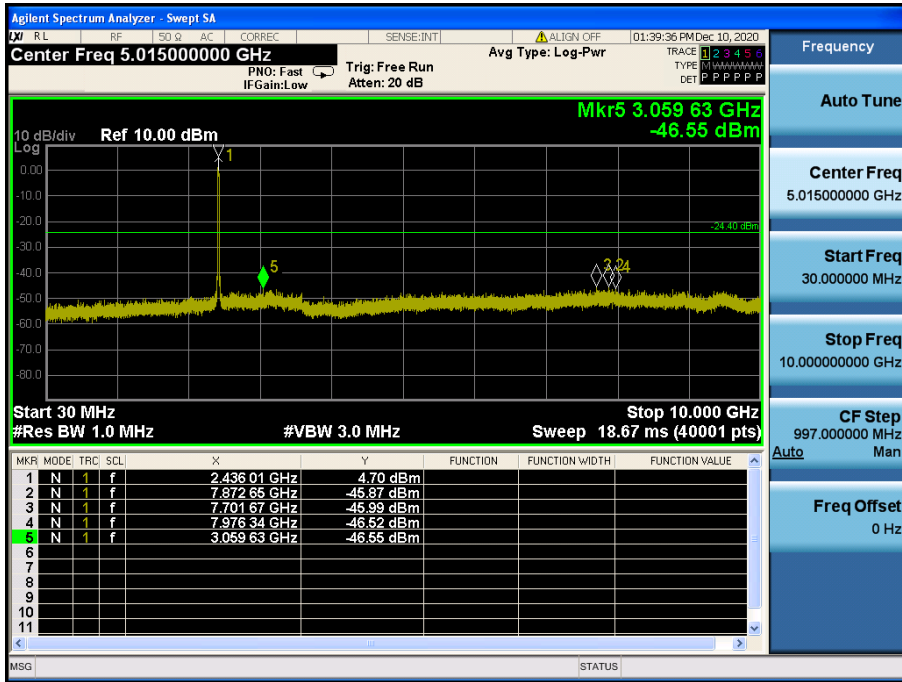 Agilent Spectrum Analyzer - Swept SA
LXI RL RF 50 Ω AC CORREC SENSE:INT ALIGN OFF 01:39:36 PM Dec 10, 2020
Center Freq 5.015000000 GHz
PNO: Fast
IFGain:Low
Trig: Free Run
Atten: 20 dB
Avg Type: Log-Pwr
TRACE 1 2 3 4 5 6
TYPE M WWWWW
DET P P P P P P
Mkr5 3.059 63 GHz
-46.55 dBm
10 dB/div
Log
Ref 10.00 dBm
1
0.00
-10.0
-20.0
-24.40 dBm
-30.0
5
3 24
-40.0
-50.0
-60.0
-70.0
-80.0
Start 30 MHz
Stop 10.000 GHz
#Res BW 1.0 MHz
#VBW 3.0 MHz
Sweep 18.67 ms (40001 pts)
MKR MODE TRC SCL X Y FUNCTION FUNCTION WIDTH FUNCTION VALUE
1 N 1 f 2.436 01 GHz 4.70 dBm
2 N 1 f 7.872 65 GHz -45.87 dBm
3 N 1 f 7.701 67 GHz -45.99 dBm
4 N 1 f 7.976 34 GHz -46.52 dBm
5 N 1 f 3.059 63 GHz -46.55 dBm
6
7
8
9
10
11
MSG
STATUS
Frequency
Auto Tune
Center Freq
5.015000000 GHz
Start Freq
30.000000 MHz
Stop Freq
10.000000000 GHz
CF Step
997.000000 MHz
Auto Man
Freq Offset
0 Hz